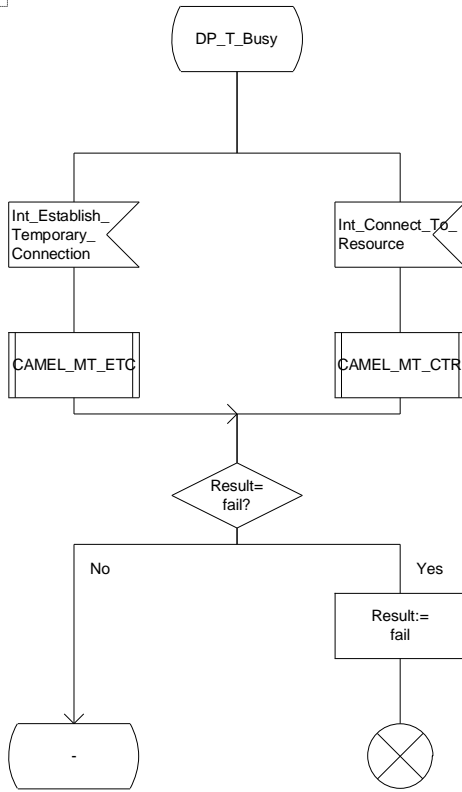 DP_T_Busy
Int_Establish_
Temporary_
Connection
Int_Connect_To_
Resource
CAMEL_MT_ETC
CAMEL_MT_CTR
Result=
fail?
No
Yes
Result:=
fail
-